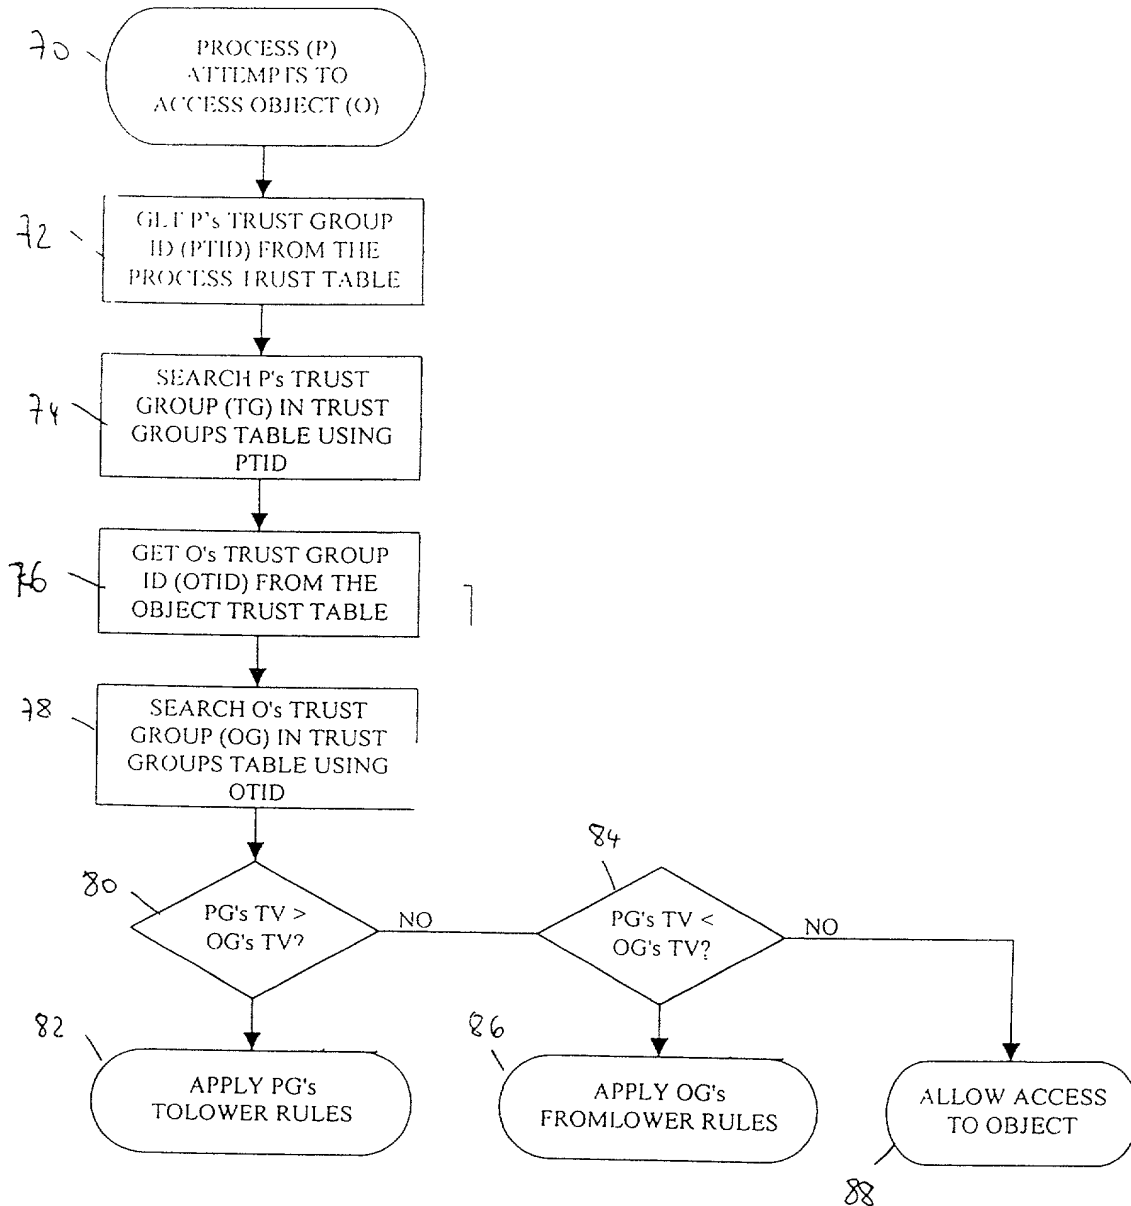 70
PROCESS (P)
ATTEMPTS TO
ACCESS OBJECT (O)
72
GET P's TRUST GROUP
ID (PTID) FROM THE
PROCESS TRUST TABLE
74
SEARCH P's TRUST
GROUP (TG) IN TRUST
GROUPS TABLE USING
PTID
76
GET O's TRUST GROUP
ID (OTID) FROM THE
OBJECT TRUST TABLE
78
SEARCH O's TRUST
GROUP (OG) IN TRUST
GROUPS TABLE USING
OTID
80
PG's TV >
OG's TV?
NO
84
PG's TV <
OG's TV?
NO
82
APPLY PG's
TOLOWER RULES
86
APPLY OG's
FROMLOWER RULES
ALLOW ACCESS
TO OBJECT
88